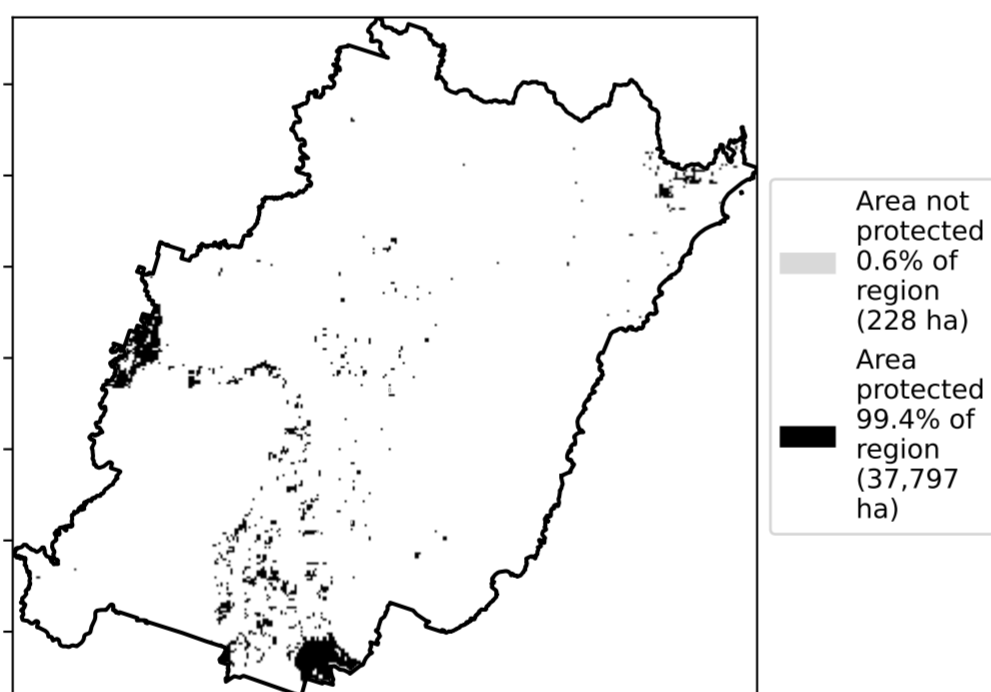 Area not
protected
0.6% of
region
(228 ha)
Area
protected
99.4% of
region
(37,797
ha)